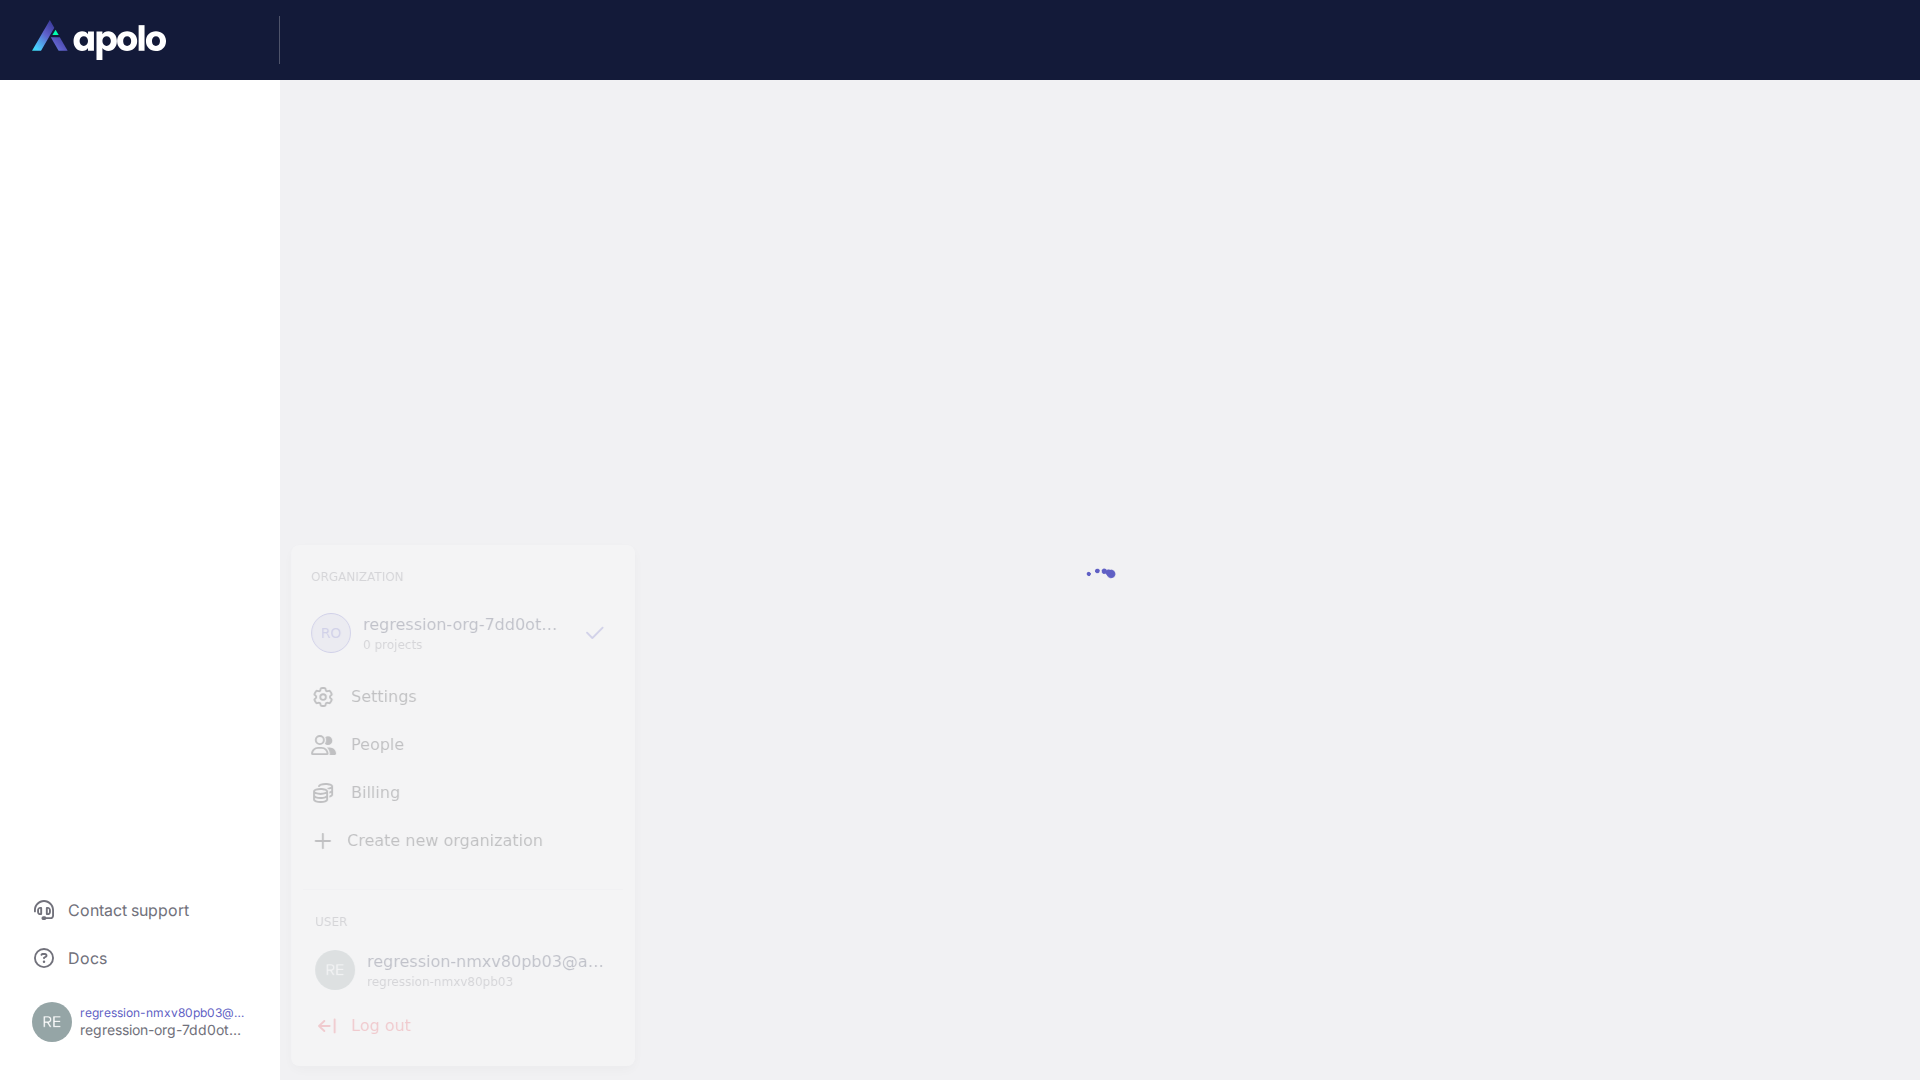 apolo
ORGANIZATION
RO
regression-org-7dd0ot...
0 projects
Settings
People
Billing
Create new organization
USER
RE
regression-nmxv80pb03@a...
regression-nmxv80pb03
Log out
Contact support
Docs
RE
regression-nmxv80pb03@...
regression-org-7dd0ot...